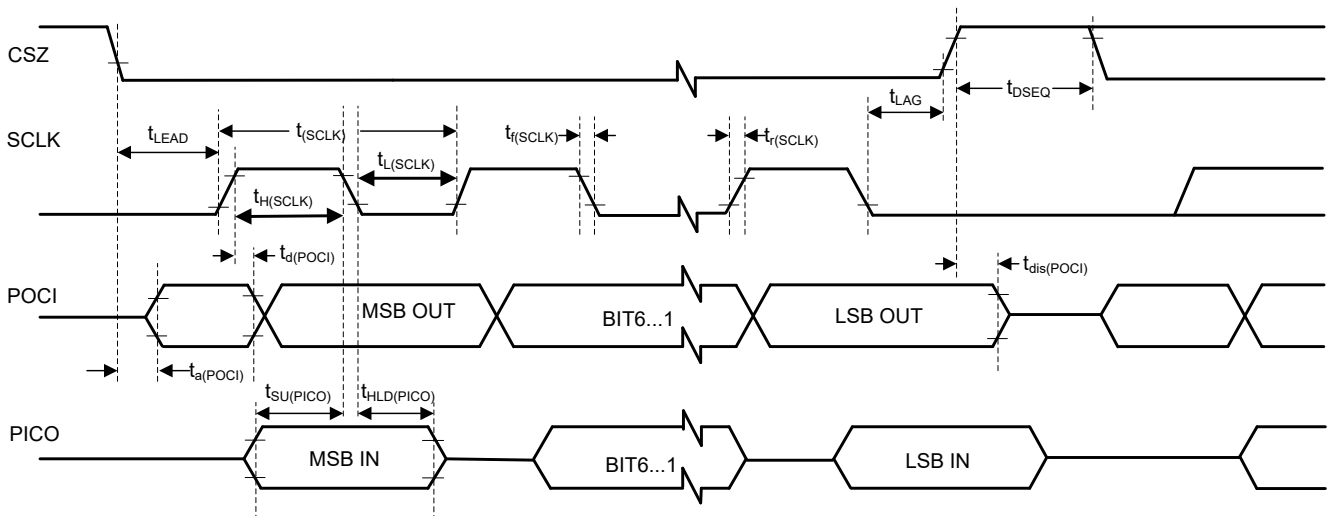 CSZ
tLAG
tDSEQ
SCLK
tLEAD
t(SCLK)
tf(SCLK)
tr(SCLK)
tL(SCLK)
tH(SCLK)
td(POCI)
tdis(POCI)
POCI
MSB OUT
BIT6...1
LSB OUT
ta(POCI)
tSU(PICO)
tHLD(PICO)
PICO
MSB IN
BIT6...1
LSB IN